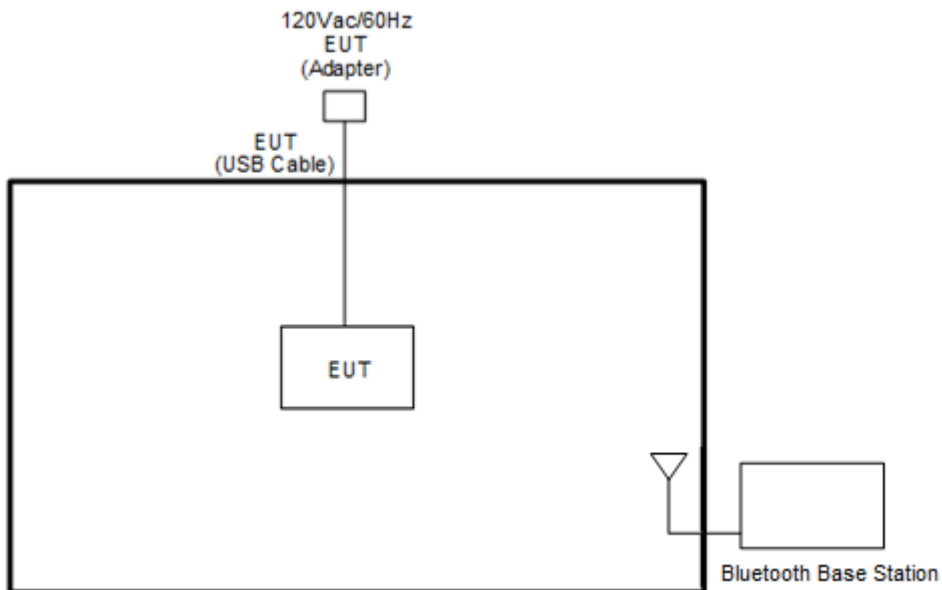 120Vac/60Hz
EUT
(Adapter)
EUT
(USB Cable)
EUT
Bluetooth Base Station